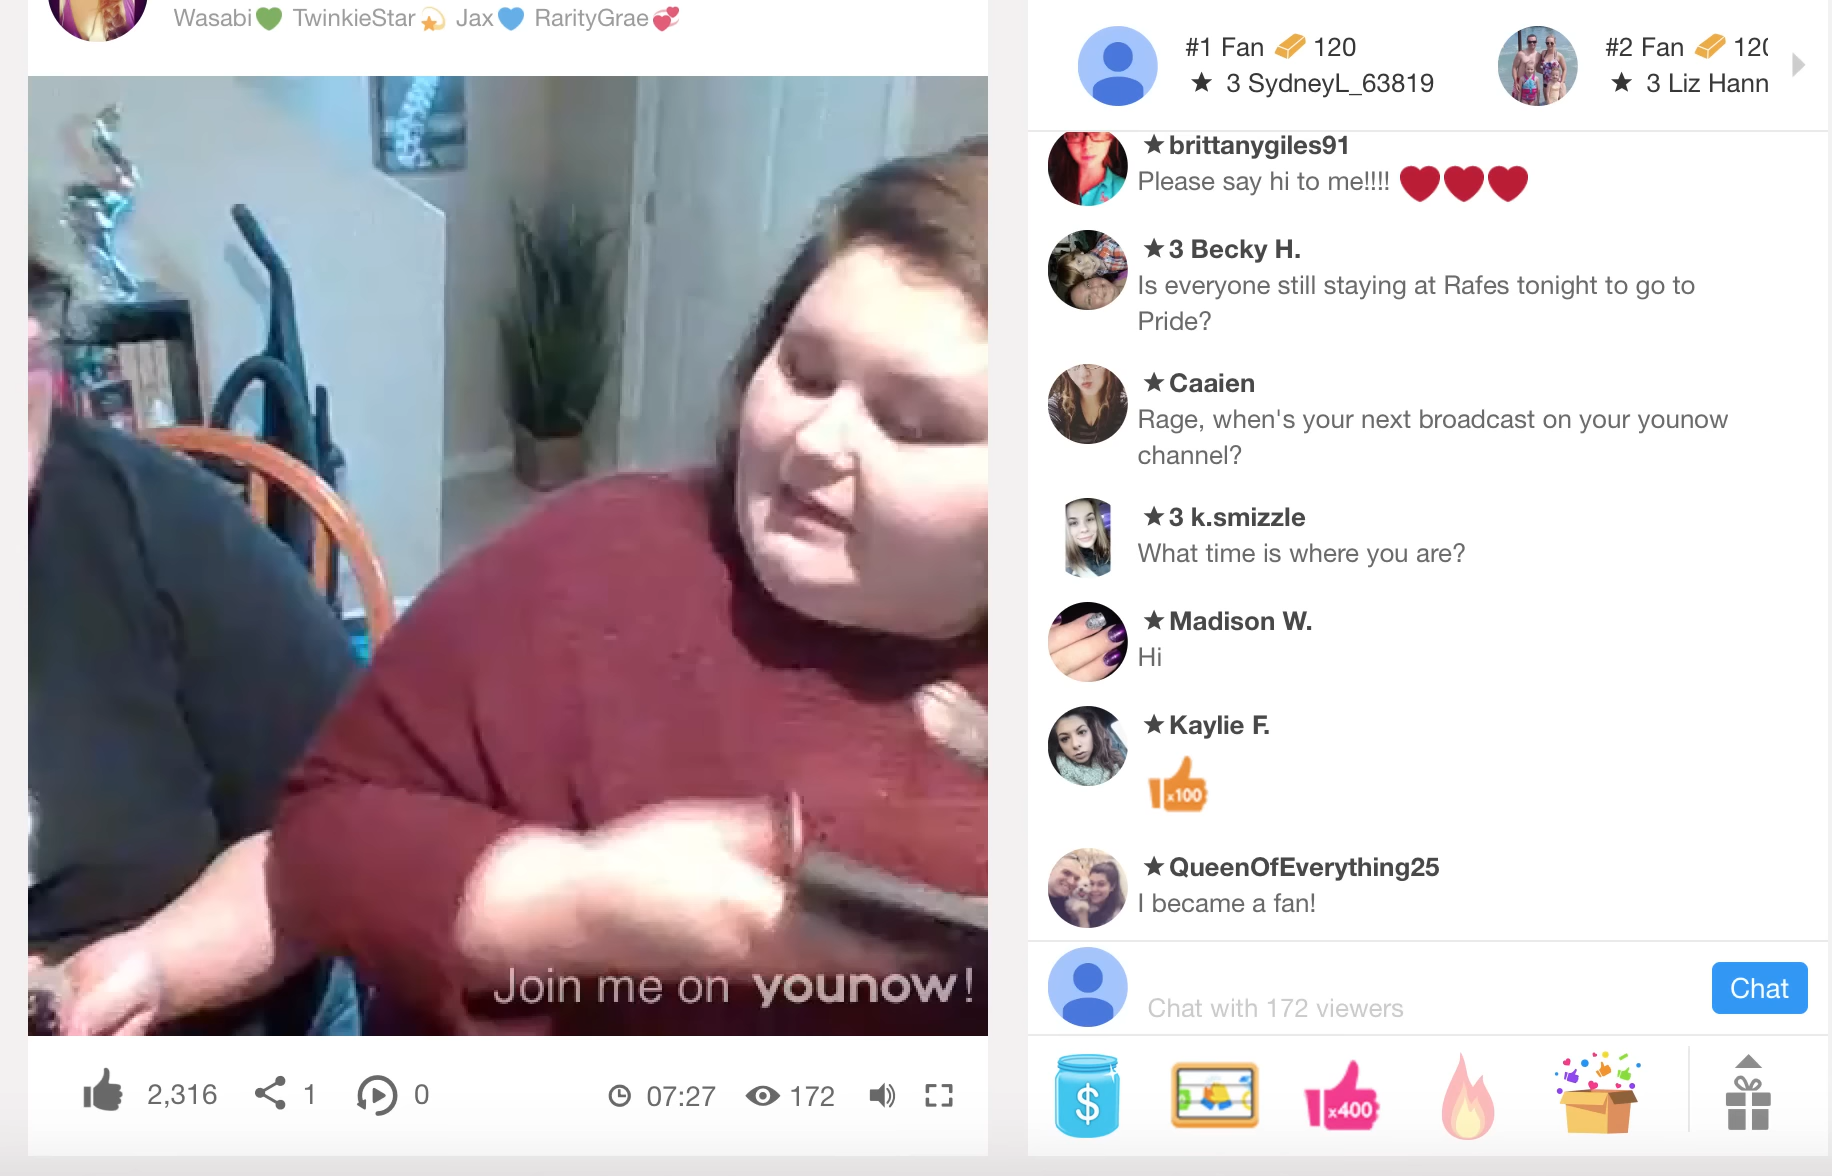 Wasabi💚 TwinkieStar💫 Jax💙 RarityGrae💞
#1 Fan 120
★ 3 SydneyL_63819
#2 Fan 120
★ 3 Liz Hann
★ brittanygiles91
Please say hi to me!!!! ❤❤❤
★ 3 Becky H.
Is everyone still staying at Rafes tonight to go to
Pride?
★ Caaien
Rage, when's your next broadcast on your younow
channel?
★ 3 k.smizzle
What time is where you are?
★ Madison W.
Hi
★ Kaylie F.
x100
★ QueenOfEverything25
I became a fan!
Chat with 172 viewers
Chat
$
x400
Join me on younow!
2,316
1
0
07:27
172